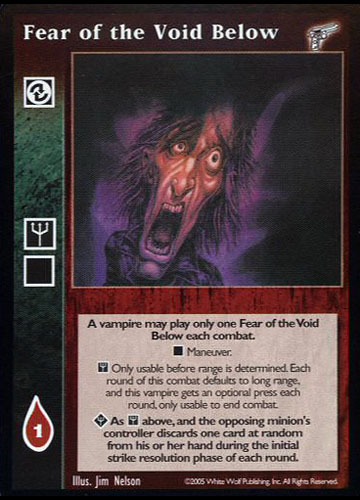 Fear of the Void Below
A vampire may play only one Fear of the Void
Below each combat.
Maneuver.
Only usable before range is determined. Each
round of this combat defaults to long range,
and this vampire gets an optional press each
round, only usable to end combat.
As above, and the opposing minion's
controller discards one card at random
from his or her hand during the initial
strike resolution phase of each round.
1
Illus. Jim Nelson
©2005 White Wolf Publishing, Inc. All Rights Reserved.